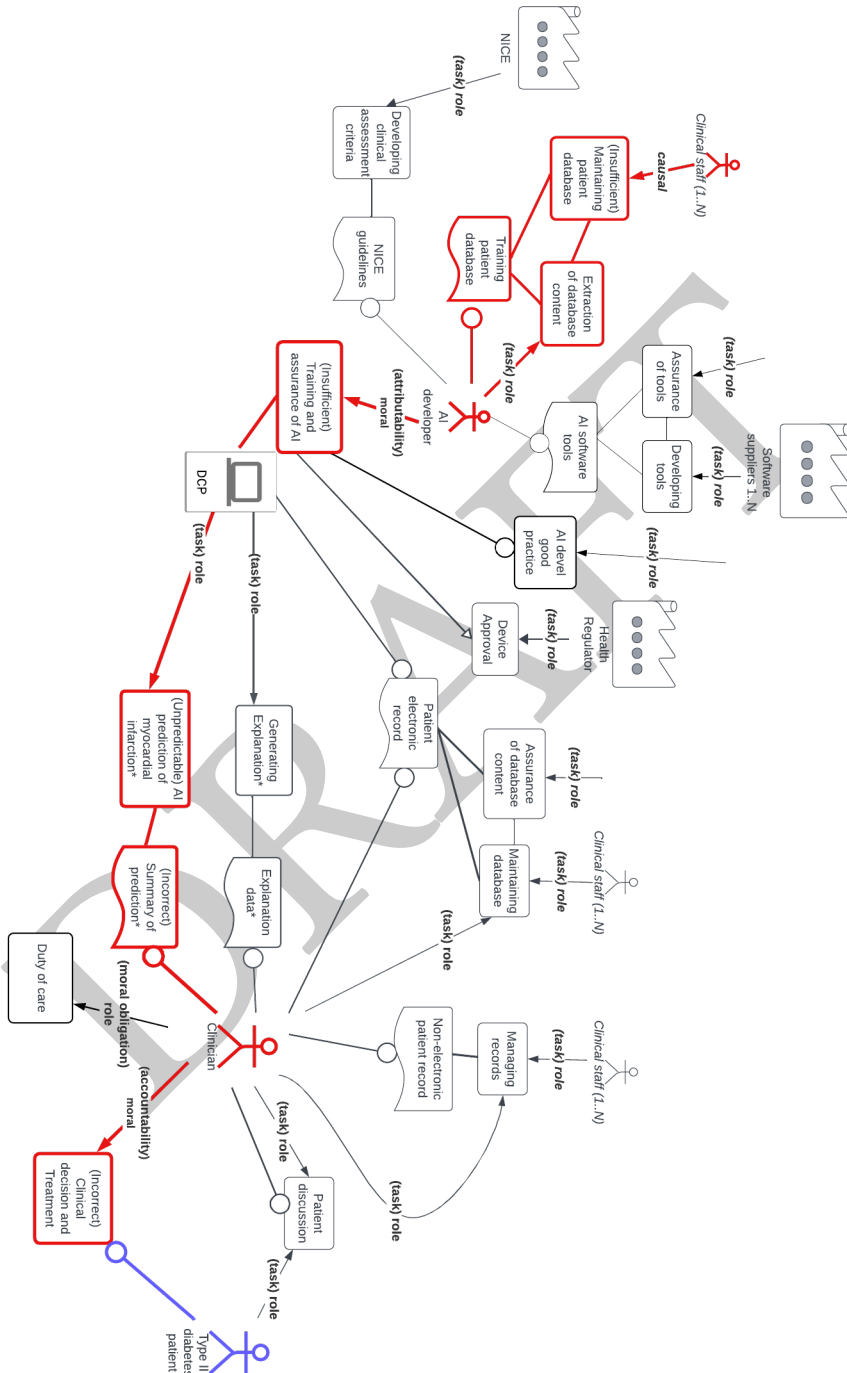 NICE
(task) role
Developing
clinical
assessment
criteria
NICE
guidelines
Clinical staff (1..N)
causal
(Insufficient)
Maintaining
patient
database
Training
patient
database
Extraction
of database
content
(task) role
AI
developer
moral
(attributability)
(Insufficient)
Training and
assurance of AI
DCP
(task) role
(task) role
(task) role
Assurance
of tools
AI software
tools
Developing
tools
(task) role
Software
suppliers 1..N
AI devel
good
practice
(task) role
Health
Regulator
(task) role
Device
Approval
Patient
electronic
record
Assurance
of database
content
(task) role
Clinical staff (1..N)
(task) role
Maintaining
database
(task) role
Generating
Explanation*
Explanation
data*
(Unpredictable) AI
prediction of
myocardial
infarction*
(Incorrect)
Summary of
prediction*
Clinical staff (1..N)
(task) role
Managing
records
Non-electronic
patient record
(task) role
Clinician
Duty of care
(moral obligation)
role
moral
(accountability)
(Incorrect)
Clinical
decision and
Treatment
(task) role
Patient
discussion
(task) role
Type II
diabetes
patient
DRAFT